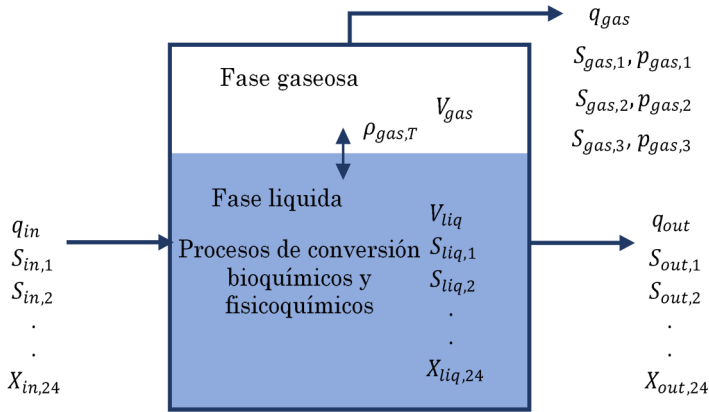 q_gas
S_gas,1, p_gas,1
S_gas,2, p_gas,2
S_gas,3, p_gas,3
Fase gaseosa
V_gas
ρ_gas,T
Fase liquida
Procesos de conversión
bioquímicos y
fisicoquímicos
V_liq
S_liq,1
S_liq,2
.
.
X_liq,24
q_in
S_in,1
S_in,2
.
.
X_in,24
q_out
S_out,1
S_out,2
.
.
X_out,24